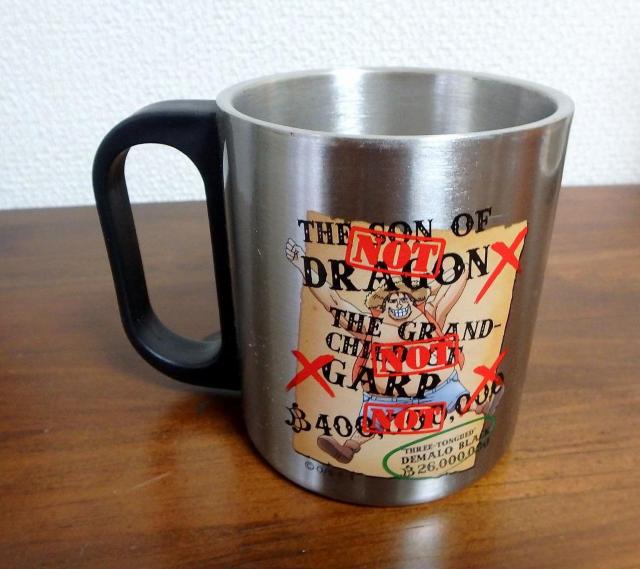 THE SON OF
NOT
DRAGON
THE GRAND-
CHILD OF
NOT
GARP
฿400,000,000
NOT
"THREE-TONGUED"
DEMALO BLACK
฿26,000,000